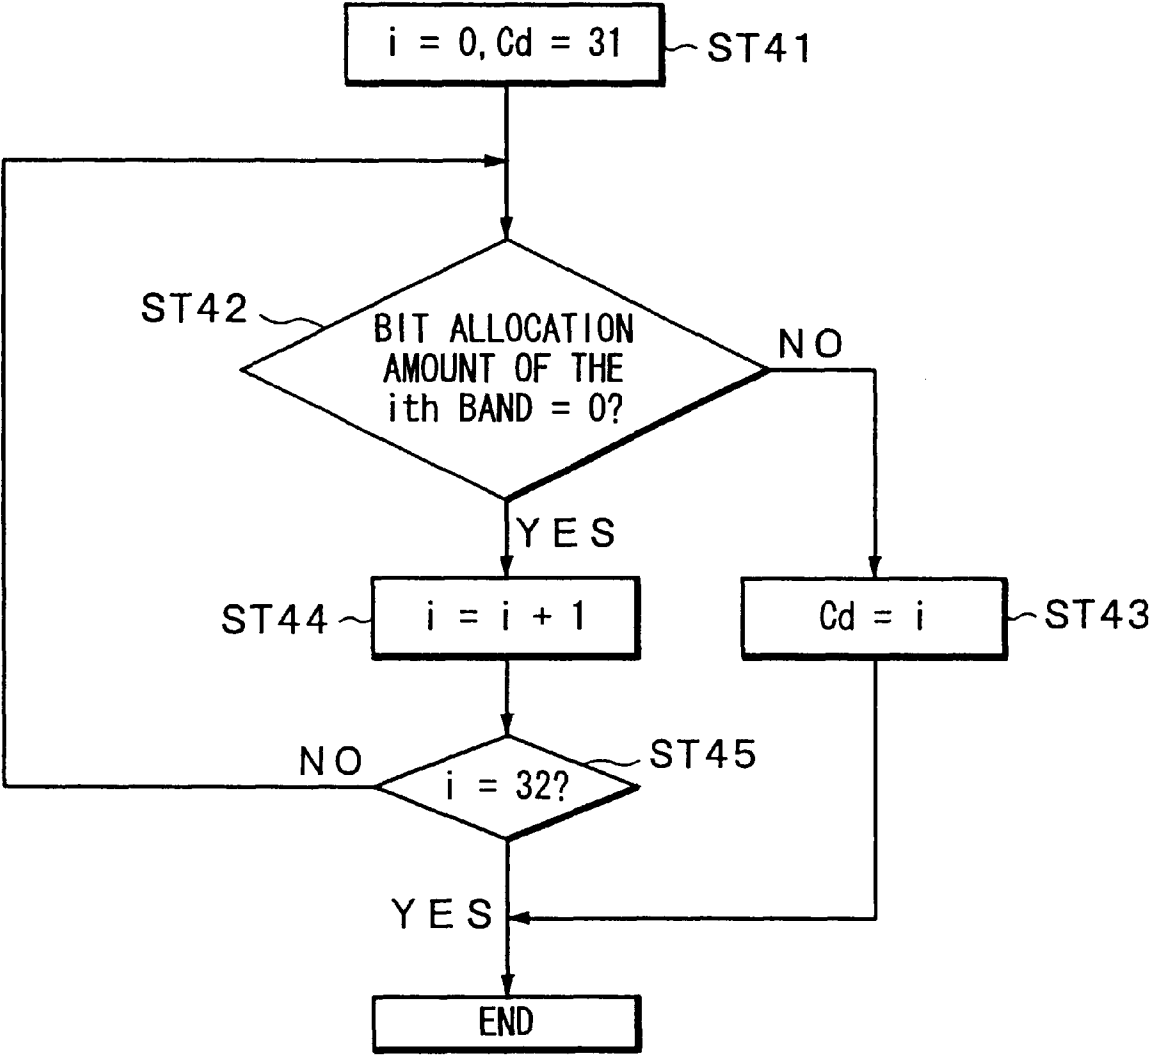 i = 0, Cd = 31
ST41
ST42
BIT ALLOCATION
AMOUNT OF THE
ith BAND = 0?
NO
YES
ST44
i = i + 1
Cd = i
ST43
NO
i = 32?
ST45
YES
END